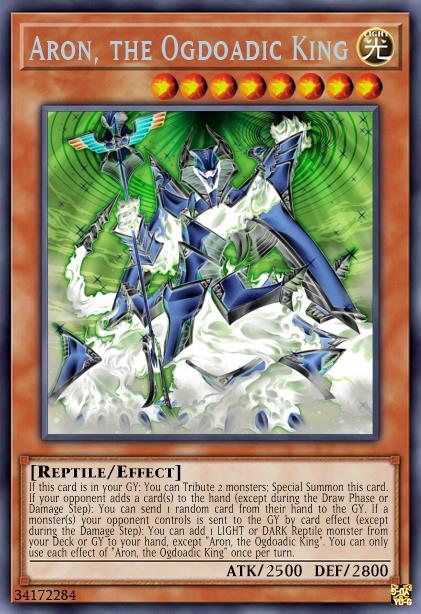 ARON, THE OGDOADIC KING
LIGHT
光
[REPTILE/EFFECT]
If this card is in your GY: You can Tribute 2 monsters; Special Summon this card.
If your opponent adds a card(s) to the hand (except during the Draw Phase or
Damage Step): You can send 1 random card from their hand to the GY. If a
monster(s) your opponent controls is sent to the GY by card effect (except
during the Damage Step): You can add 1 LIGHT or DARK Reptile monster from
your Deck or GY to your hand, except "Aron, the Ogdoadic King". You can only
use each effect of "Aron, the Ogdoadic King" once per turn.
ATK/2500 DEF/2800
34172284